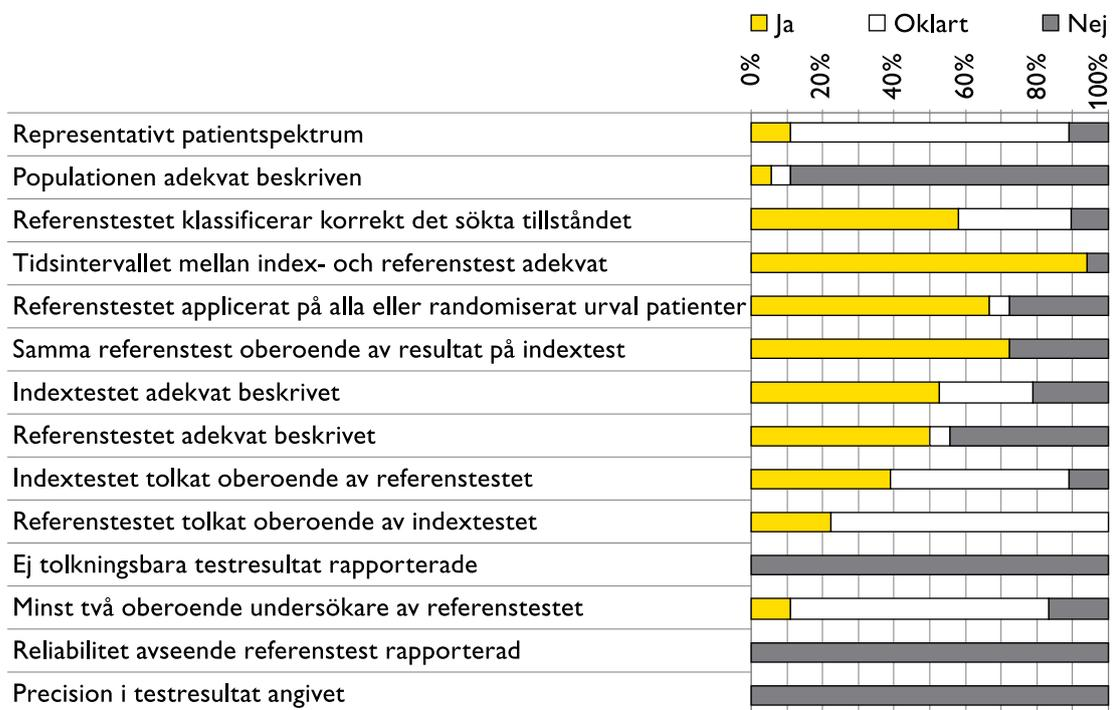 Ja Oklart Nej
0% 20% 40% 60% 80% 100%
Representativt patientspektrum
Populationen adekvat beskriven
Referenstestet klassificerar korrekt det sökta tillståndet
Tidsintervallet mellan index- och referenstest adekvat
Referenstestet applicerat på alla eller randomiserat urval patienter
Samma referenstest oberoende av resultat på indextest
Indextestet adekvat beskrivet
Referenstestet adekvat beskrivet
Indextestet tolkat oberoende av referenstestet
Referenstestet tolkat oberoende av indextestet
Ej tolkningsbara testresultat rapporterade
Minst två oberoende undersökare av referenstestet
Reliabilitet avseende referenstest rapporterad
Precision i testresultat angivet